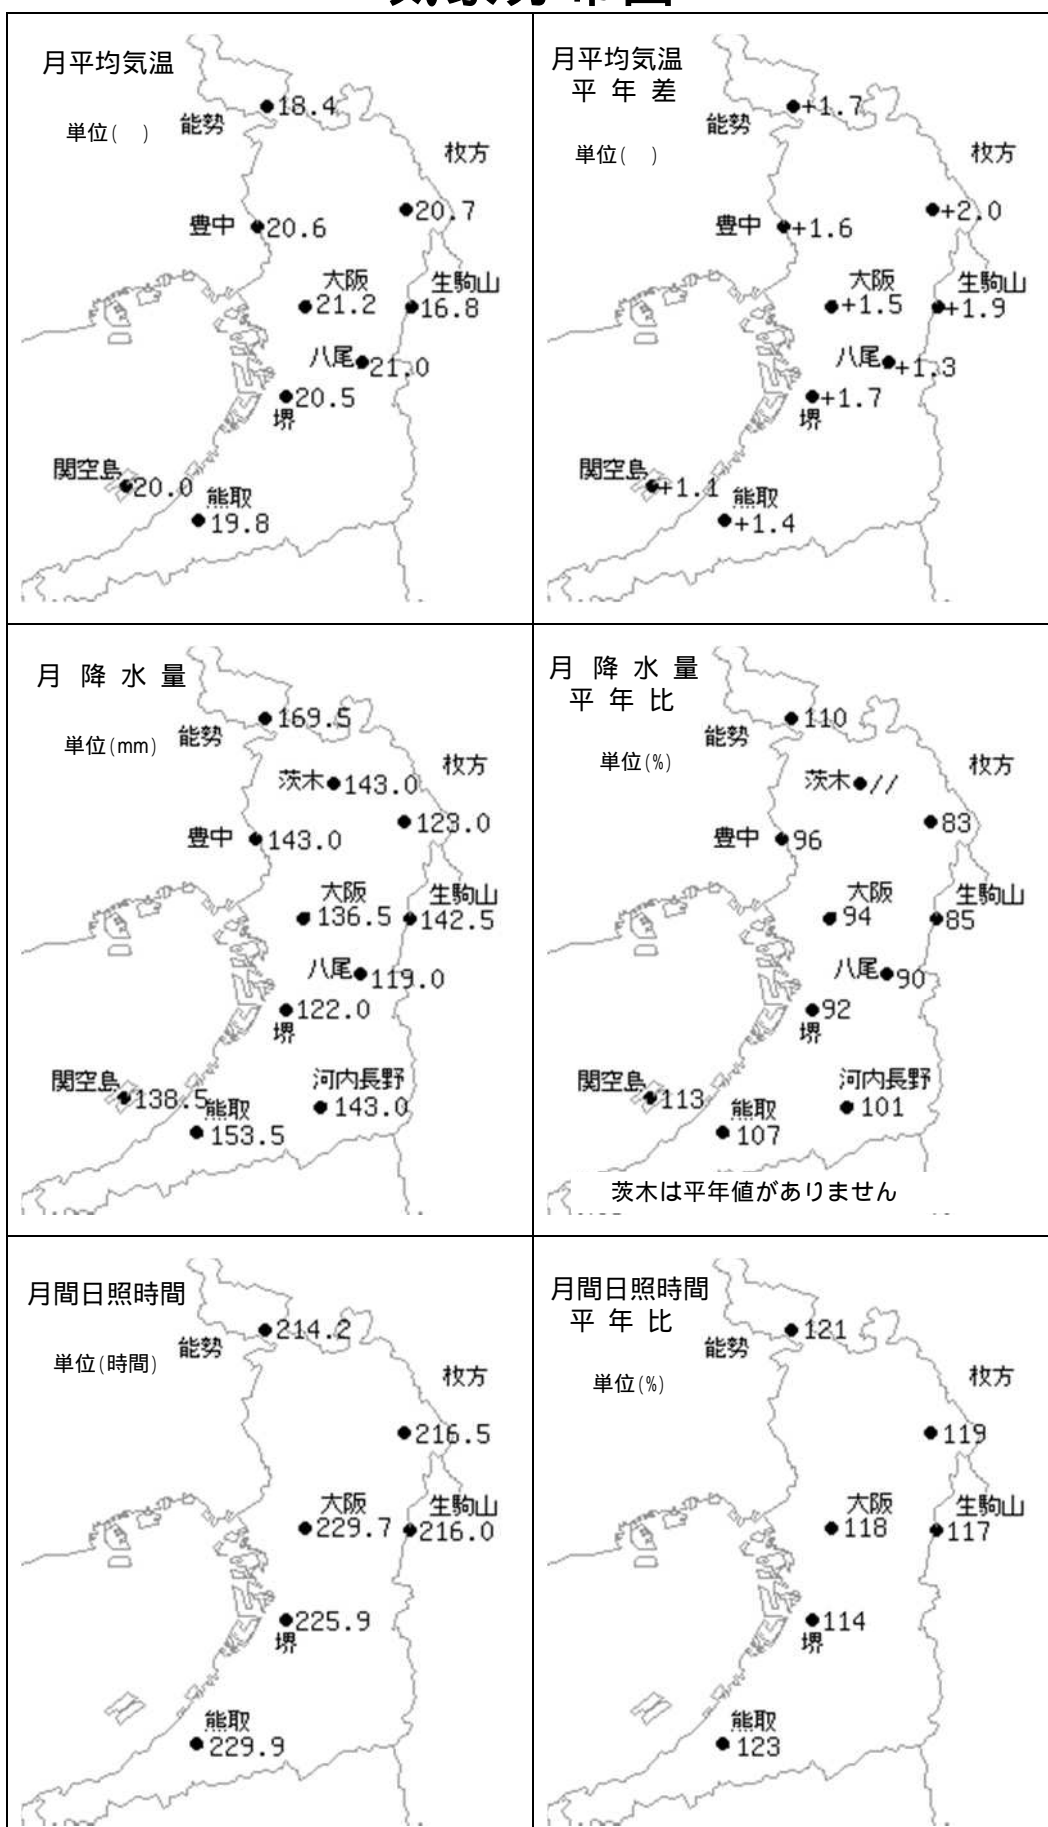 月平均気温
単位( )
能勢
18.4
枚方
20.7
豊中
20.6
大阪
21.2
生駒山
16.8
八尾
21.0
20.5
堺
関空島
20.0
熊取
19.8
月平均気温
平 年 差
単位( )
能勢
+1.7
枚方
+2.0
豊中
+1.6
大阪
+1.5
生駒山
+1.9
八尾
+1.3
+1.7
堺
関空島
+1.1
熊取
+1.4
月 降 水 量
単位(mm)
能勢
169.5
茨木
143.0
枚方
123.0
豊中
143.0
大阪
136.5
生駒山
142.5
八尾
119.0
122.0
堺
関空島
138.5
熊取
153.5
河内長野
143.0
月 降 水 量
平 年 比
単位(%)
能勢
110
茨木
//
枚方
83
豊中
96
大阪
94
生駒山
85
八尾
90
92
堺
関空島
113
熊取
107
河内長野
101
茨木は平年値がありません
月間日照時間
単位(時間)
能勢
214.2
枚方
216.5
大阪
229.7
生駒山
216.0
225.9
堺
熊取
229.9
月間日照時間
平 年 比
単位(%)
能勢
121
枚方
119
大阪
118
生駒山
117
114
堺
熊取
123